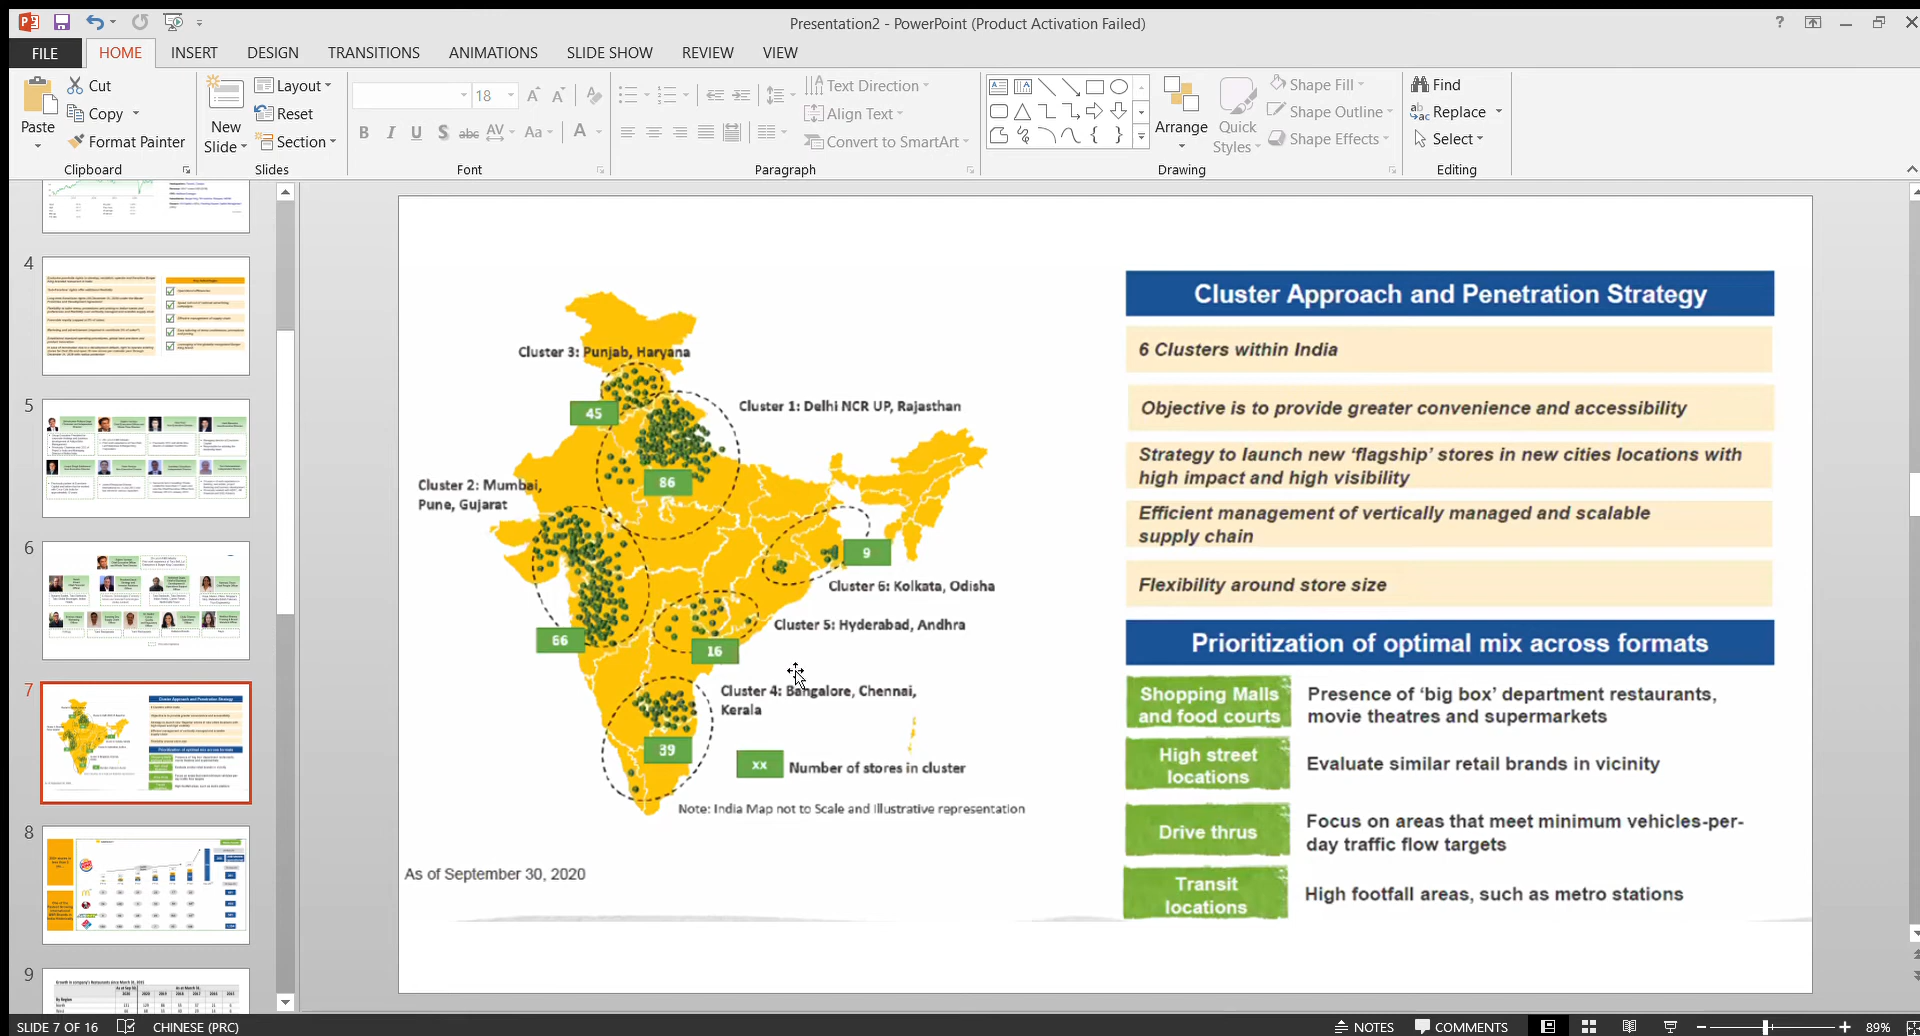 Presentation2 - PowerPoint (Product Activation Failed)
FILE
HOME
INSERT
DESIGN
TRANSITIONS
ANIMATIONS
SLIDE SHOW
REVIEW
VIEW
Paste
Cut
Copy
Format Painter
Clipboard
New
Slide
Layout
Reset
Section
Slides
18
Font
Paragraph
Text Direction
Align Text
Convert to SmartArt
Arrange
Quick
Styles
Shape Fill
Shape Outline
Shape Effects
Drawing
Find
Replace
Select
Editing
4
5
6
7
8
9
Cluster 3: Punjab, Haryana
45
Cluster 1: Delhi NCR UP, Rajasthan
86
Cluster 2: Mumbai,
Pune, Gujarat
9
Cluster 6: Kolkata, Odisha
66
Cluster 5: Hyderabad, Andhra
16
Cluster 4: Bangalore, Chennai,
Kerala
39
xx
Number of stores in cluster
Note: India Map not to Scale and Illustrative representation
As of September 30, 2020
Cluster Approach and Penetration Strategy
6 Clusters within India
Objective is to provide greater convenience and accessibility
Strategy to launch new ‘flagship’ stores in new cities locations with
high impact and high visibility
Efficient management of vertically managed and scalable
supply chain
Flexibility around store size
Prioritization of optimal mix across formats
Shopping Malls
and food courts
Presence of ‘big box’ department restaurants,
movie theatres and supermarkets
High street
locations
Evaluate similar retail brands in vicinity
Drive thrus
Focus on areas that meet minimum vehicles-per-
day traffic flow targets
Transit
locations
High footfall areas, such as metro stations
SLIDE 7 OF 16
CHINESE (PRC)
NOTES
COMMENTS
89%